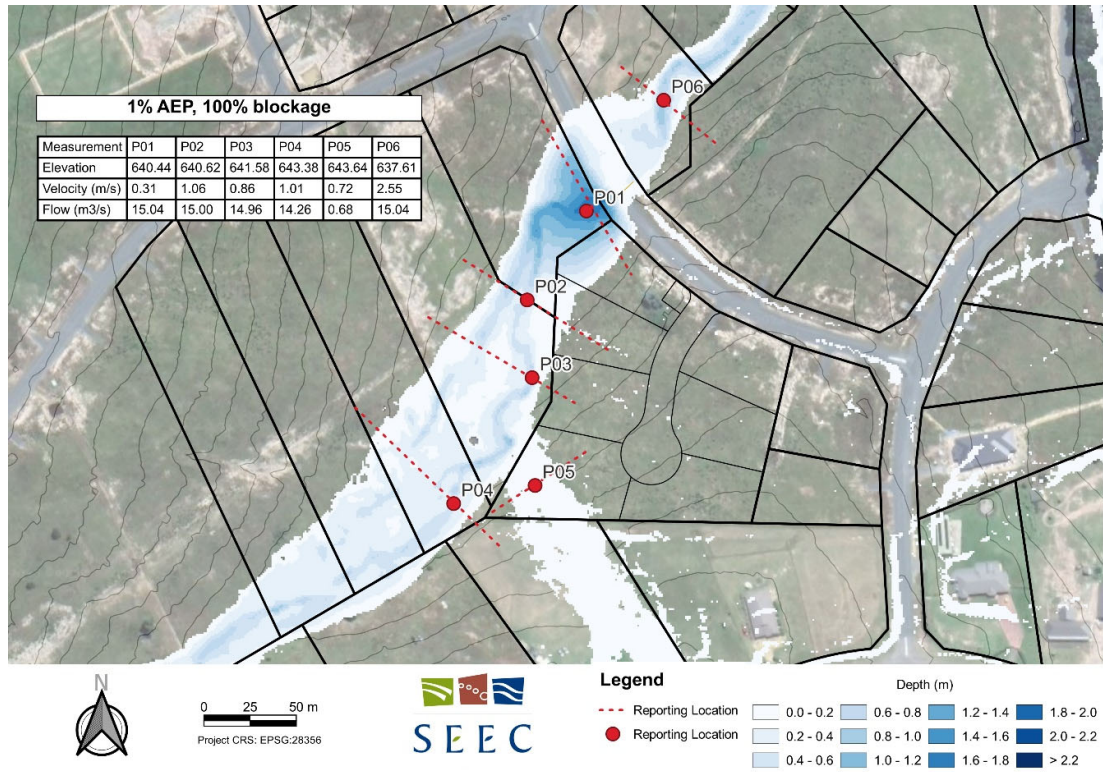 1% AEP, 100% blockage
Measurement P01 P02 P03 P04 P05 P06
Elevation 640.44 640.62 641.58 643.38 643.64 637.61
Velocity (m/s) 0.31 1.06 0.86 1.01 0.72 2.55
Flow (m3/s) 15.04 15.00 14.96 14.26 0.68 15.04
P06
P01
P02
P03
P05
P04
N
0 25 50 m
Project CRS: EPSG:28356
SEEC
Legend
Reporting Location
Reporting Location
Depth (m)
0.0 - 0.2 0.6 - 0.8 1.2 - 1.4 1.8 - 2.0
0.2 - 0.4 0.8 - 1.0 1.4 - 1.6 2.0 - 2.2
0.4 - 0.6 1.0 - 1.2 1.6 - 1.8 > 2.2